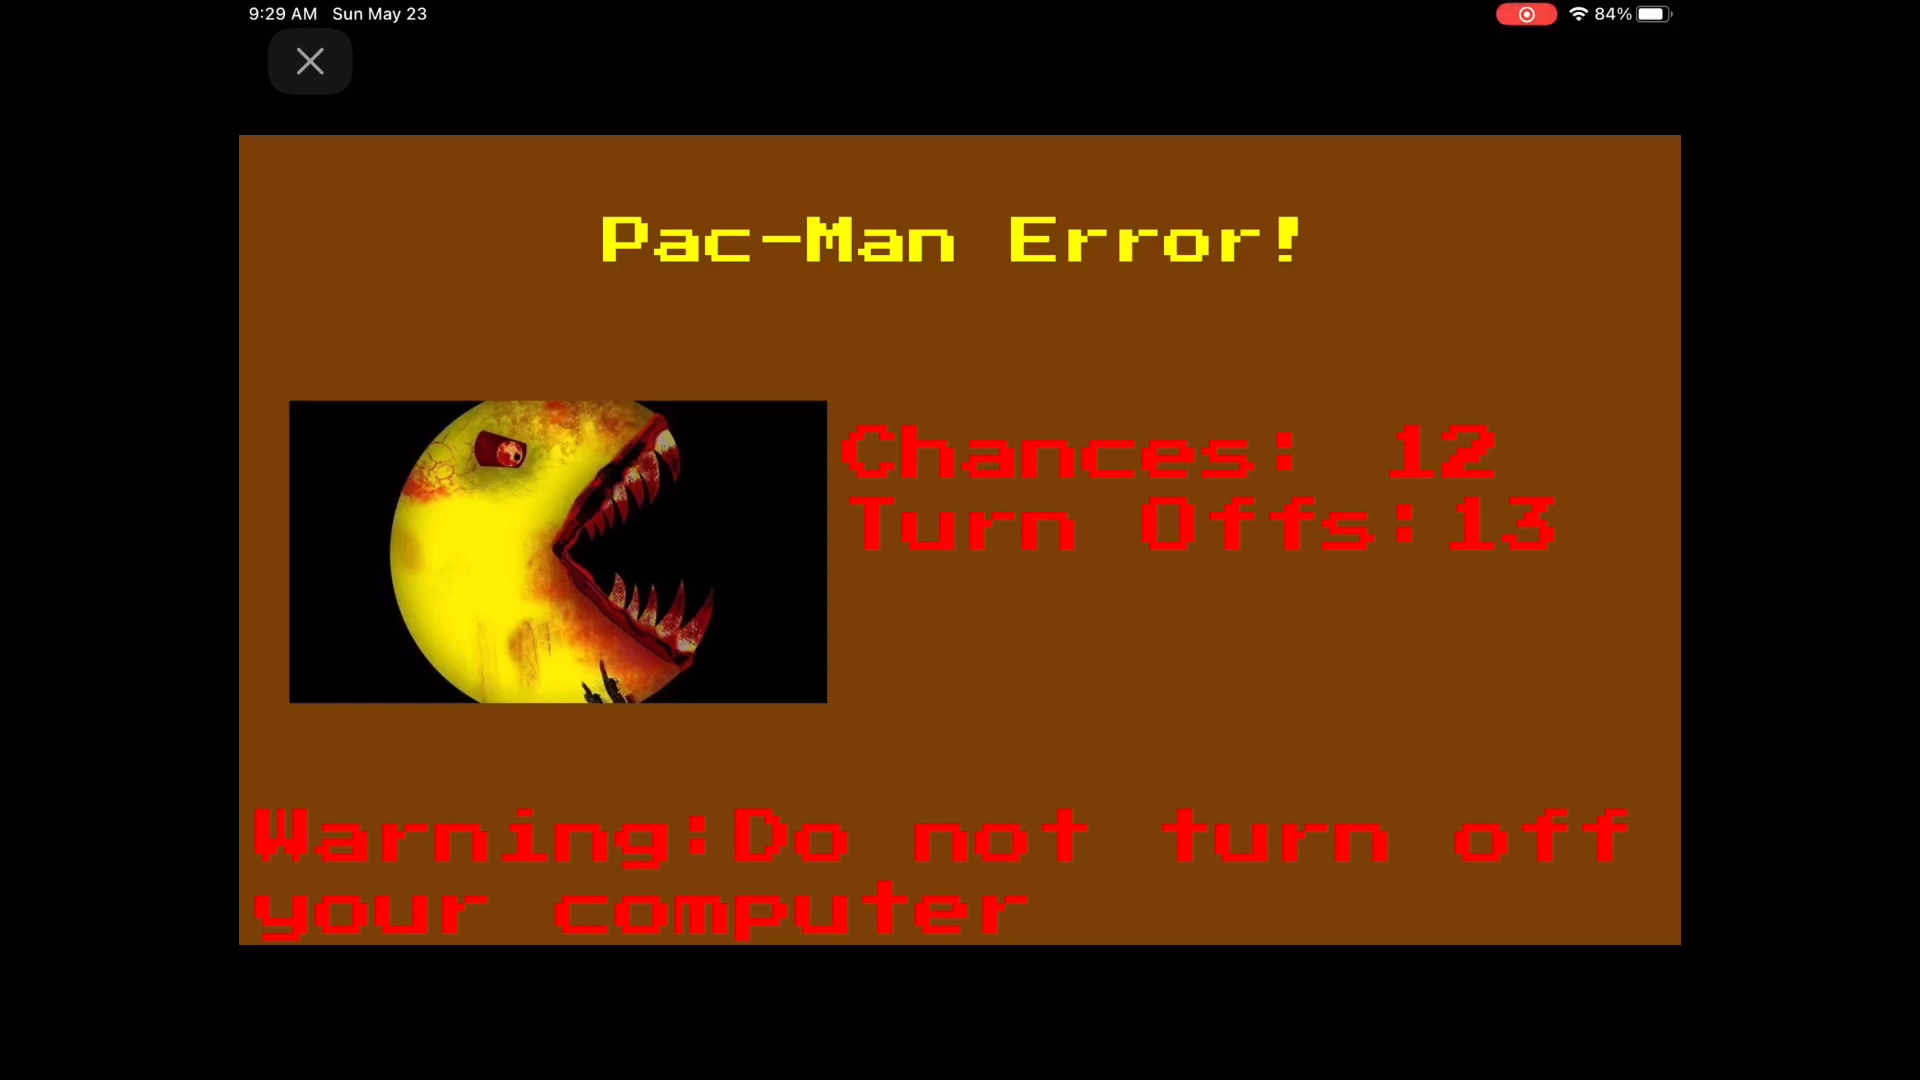 9:29 AM Sun May 23
84%
Pac-Man Error!
Chances: 12
Turn Offs:13
Warning:Do not turn off
your computer